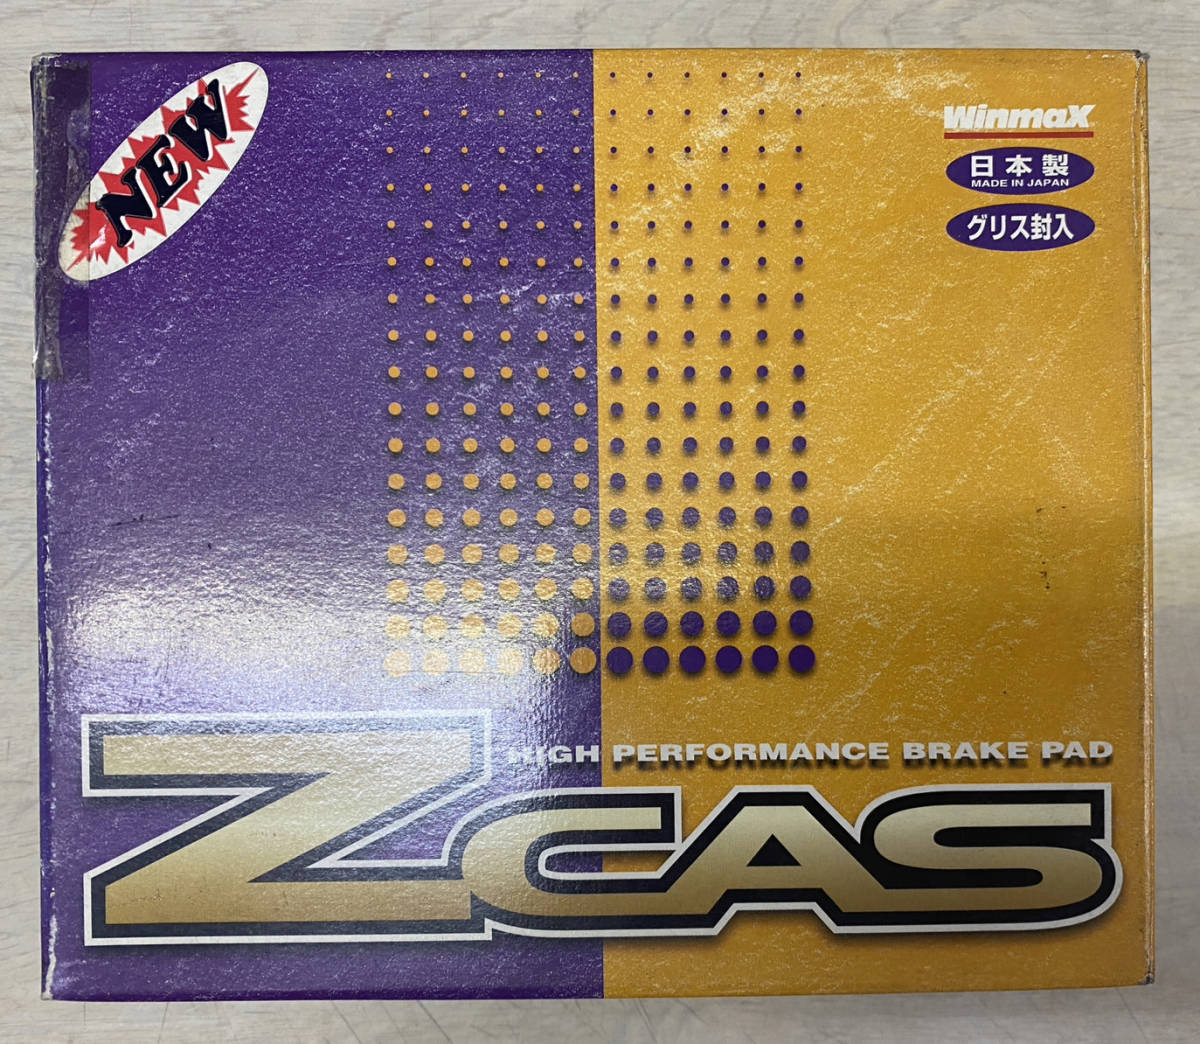 NEW
Winmax
日本製
MADE IN JAPAN
グリス封入
HIGH PERFORMANCE BRAKE PAD
ZCAS